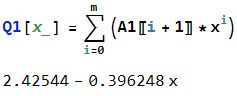 Q1[x_] = ∑_{i=0}^{m} (A1〚i + 1〛 * x^i)
2.42544 - 0.396248 x